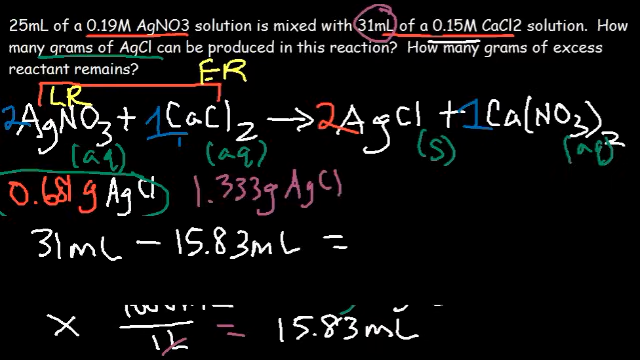 25mL of a 0.19M AgNO3 solution is mixed with 31mL of a 0.15M CaCl2 solution. How
many grams of AgCl can be produced in this reaction? How many grams of excess
reactant remains?
LR ER
2AgNO₃ + 1CaCl₂ → 2AgCl + 1Ca(NO₃)₂
(aq) (aq) (s) (aq)
0.681 g AgCl 1.333g AgCl
31mL − 15.83mL =
× 1L = 15.83mL